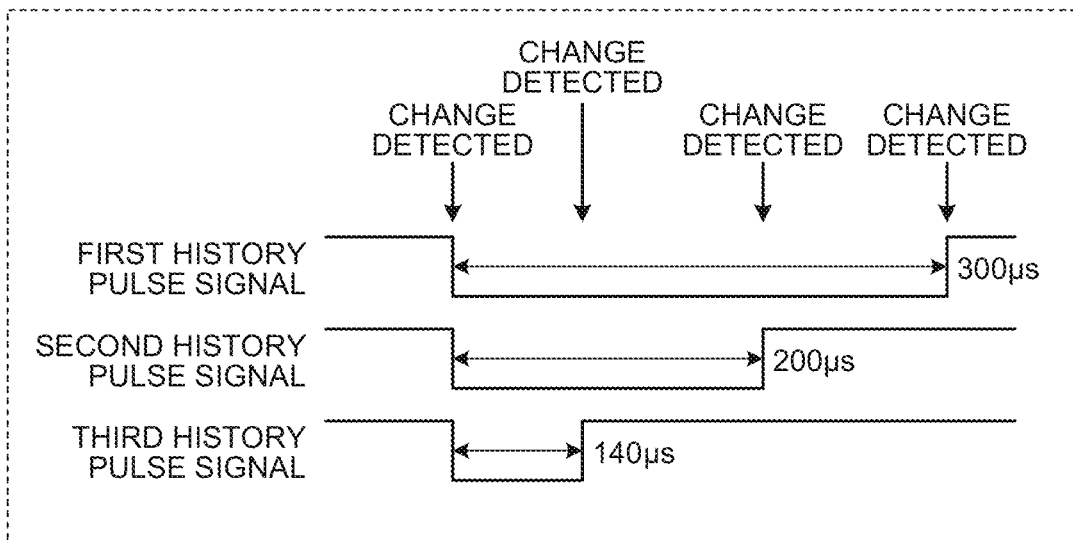 CHANGE
DETECTED
CHANGE
DETECTED
CHANGE
DETECTED
CHANGE
DETECTED
FIRST HISTORY
PULSE SIGNAL
300µs
SECOND HISTORY
PULSE SIGNAL
200µs
THIRD HISTORY
PULSE SIGNAL
140µs